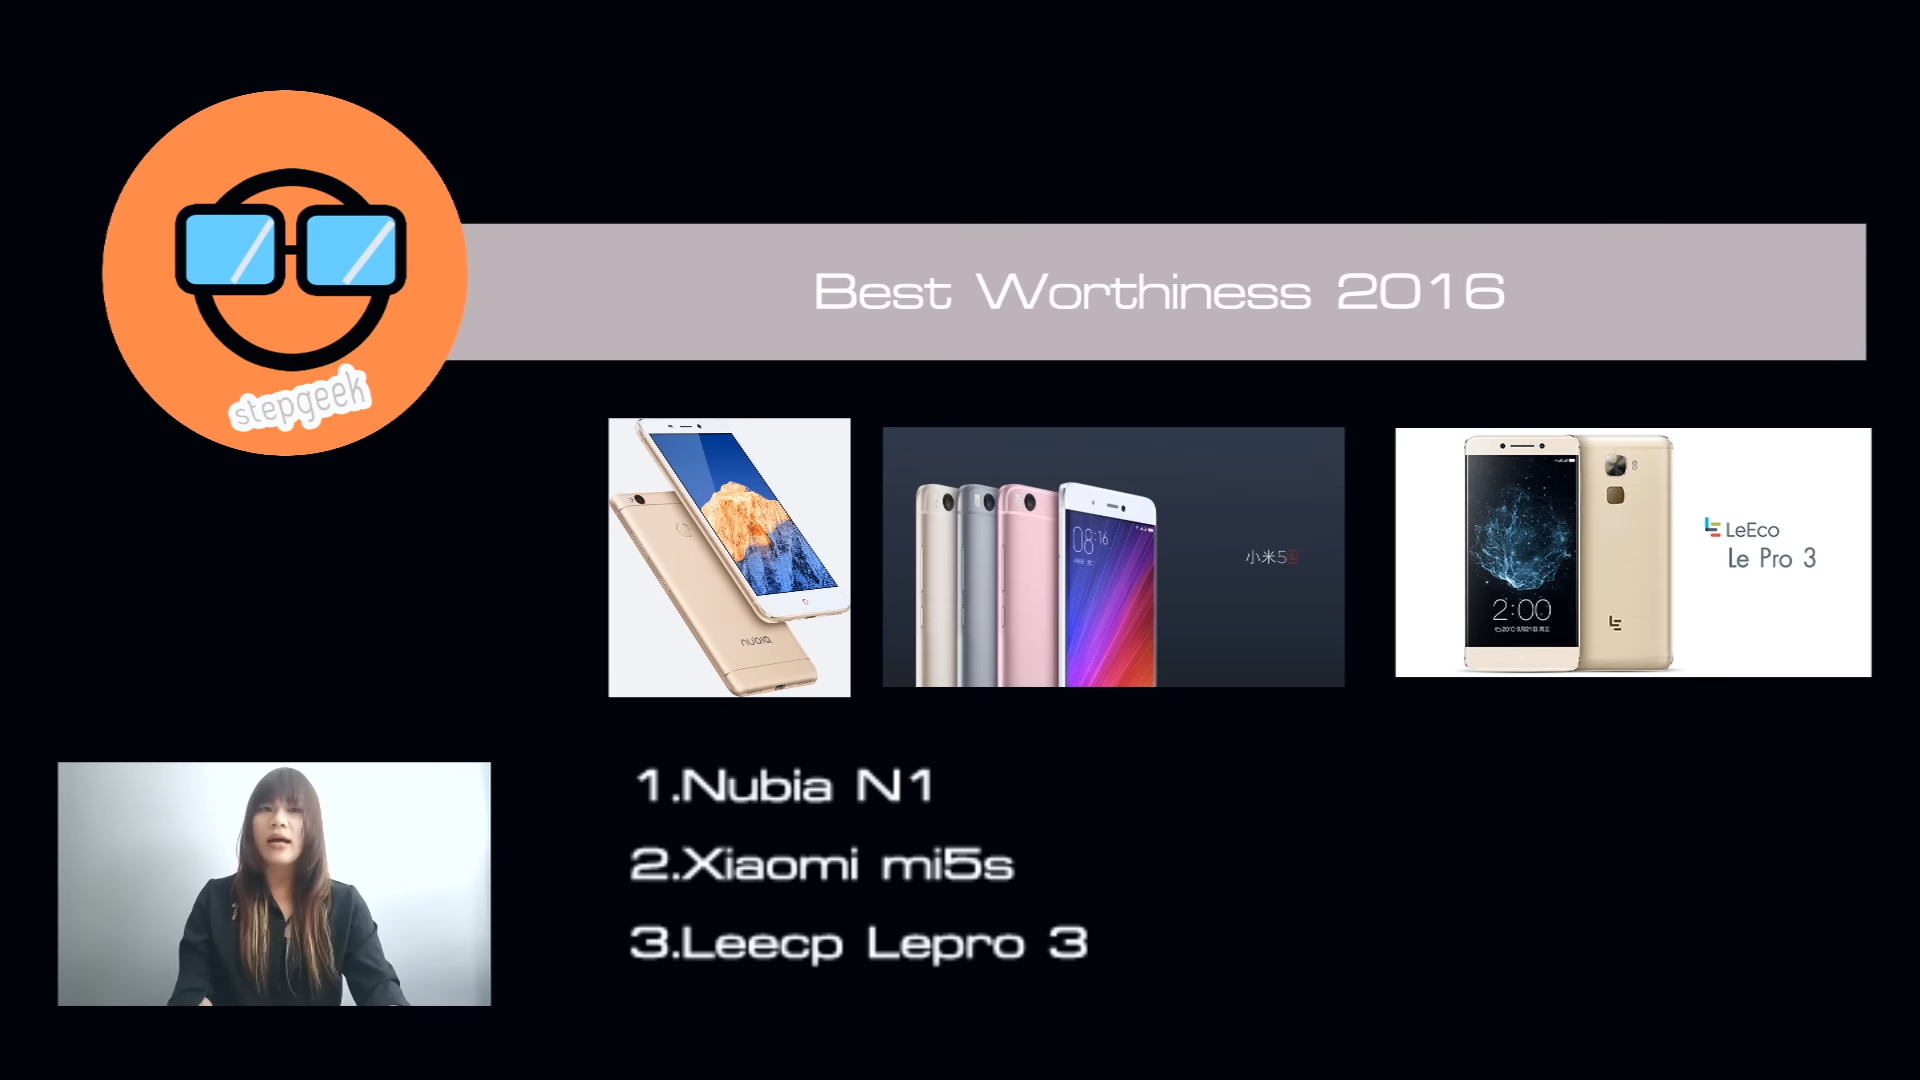 Best Worthiness 2016
stepgeek
nubia
08:16
小米5s
2:00
LeEco
Le Pro 3
1.Nubia N1
2.Xiaomi mi5s
3.Leecp Lepro 3